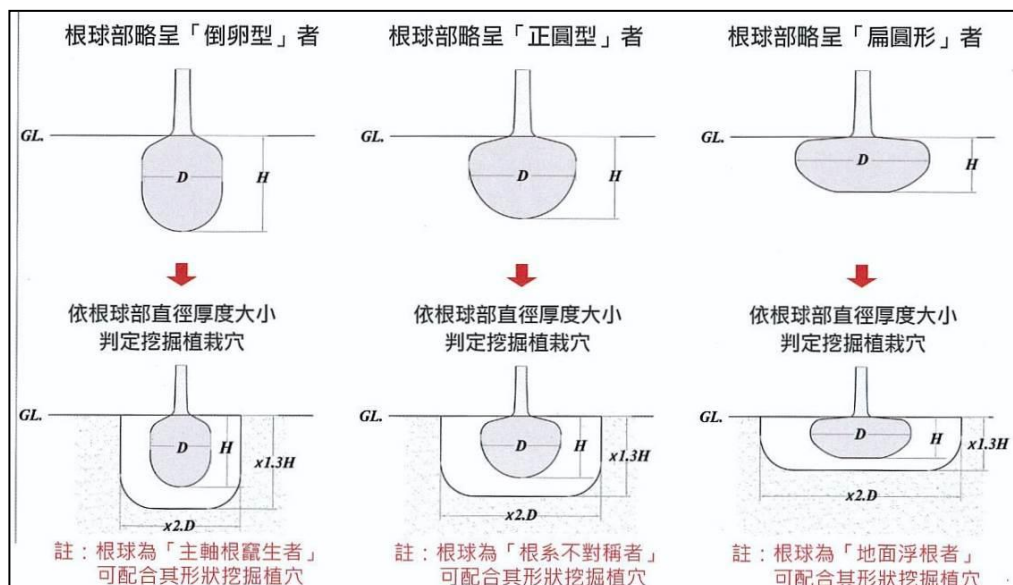 根球部略呈「倒卵型」者
根球部略呈「正圓型」者
根球部略呈「扁圓形」者
GL.
D
H
GL.
D
H
GL.
D
H
依根球部直徑厚度大小
判定挖掘植栽穴
依根球部直徑厚度大小
判定挖掘植栽穴
依根球部直徑厚度大小
判定挖掘植栽穴
GL.
D
H
x1.3H
x2.D
GL.
D
H
x1.3H
x2.D
GL.
D
H
x1.3H
x2.D
註：根球為「主軸根竄生者」
可配合其形狀挖掘植穴
註：根球為「根系不對稱者」
可配合其形狀挖掘植穴
註：根球為「地面浮根者」
可配合其形狀挖掘植穴